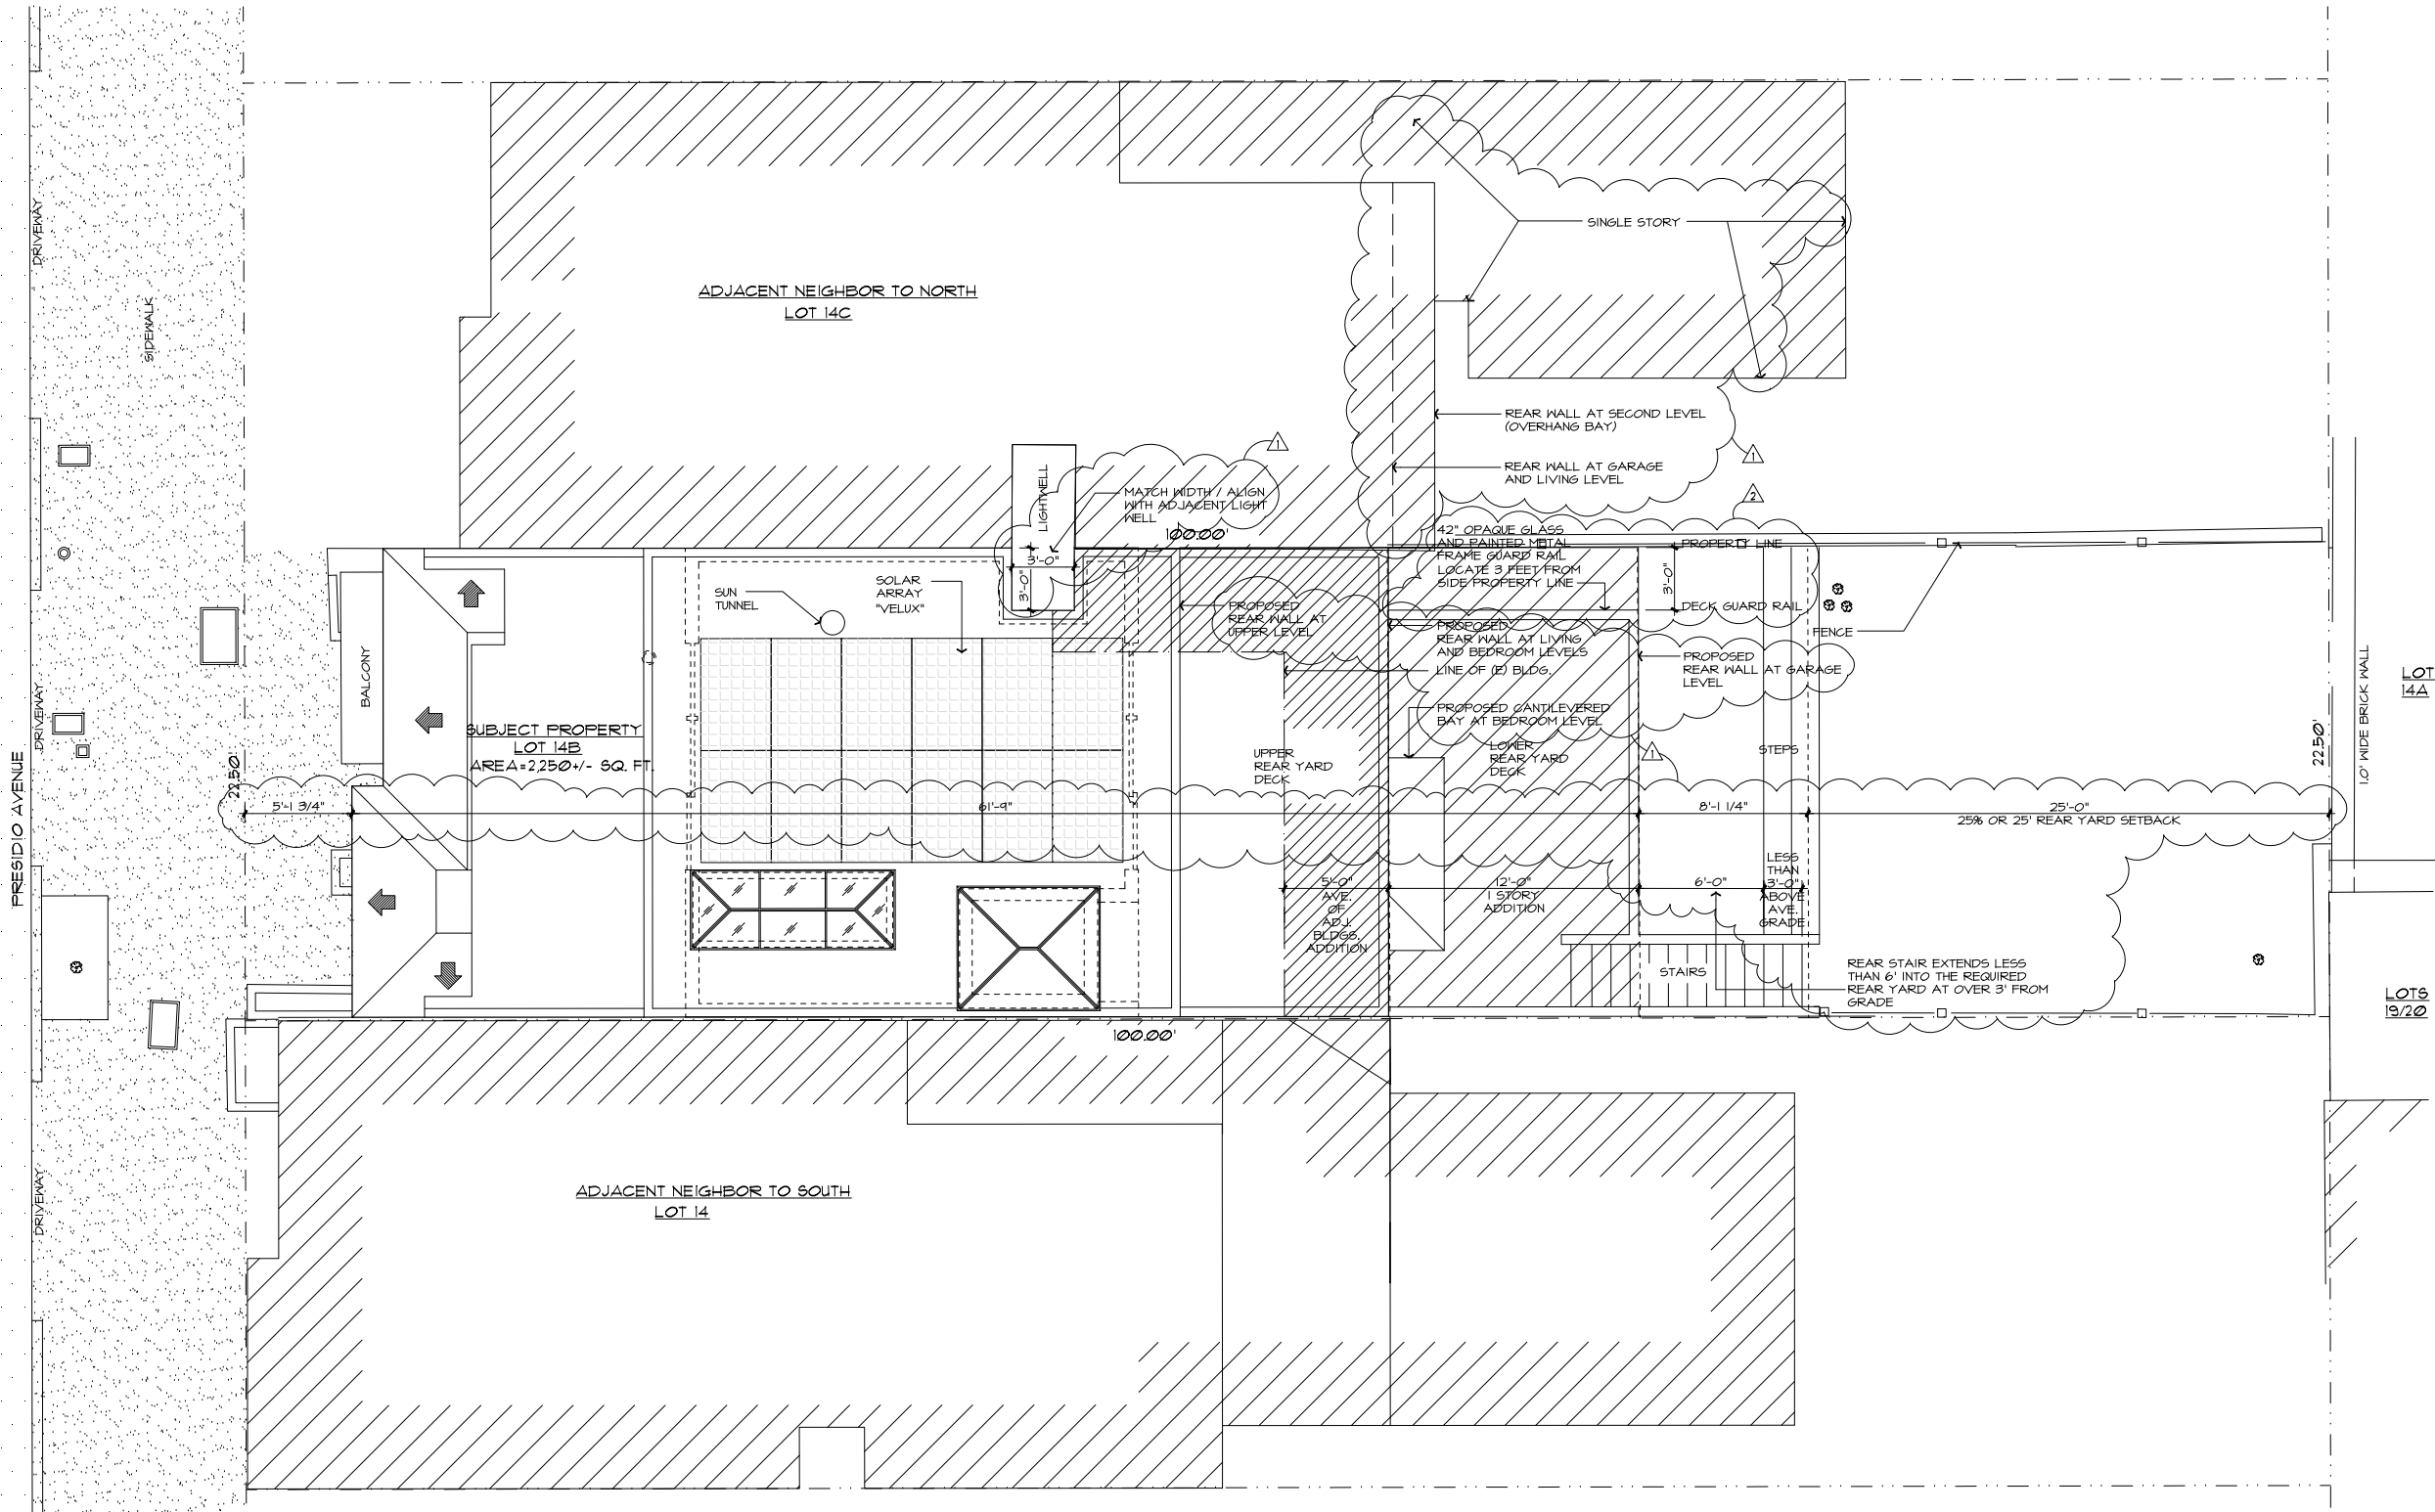 DRIVEWAY
SIDEWALK
PRESIDIO AVENUE
DRIVEWAY
DRIVEWAY
ADJACENT NEIGHBOR TO NORTH
LOT 14C
SINGLE STORY
REAR WALL AT SECOND LEVEL
(OVERHANG BAY)
REAR WALL AT GARAGE
AND LIVING LEVEL
1
1
2
LIGHTWELL
MATCH WIDTH / ALIGN
WITH ADJACENT LIGHT
WELL
100.00'
3'-0"
3'-0"
42" OPAQUE GLASS
AND PAINTED METAL
FRAME GUARD RAIL
LOCATE 3 FEET FROM
SIDE PROPERTY LINE
PROPERTY LINE
3'-0"
DECK GUARD RAIL
FENCE
SUN
TUNNEL
SOLAR
ARRAY
"VELUX"
PROPOSED
REAR WALL AT
UPPER LEVEL
PROPOSED
REAR WALL AT LIVING
AND BEDROOM LEVELS
LINE OF (E) BLDG.
PROPOSED
REAR WALL AT GARAGE
LEVEL
PROPOSED CANTILEVERED
BAY AT BEDROOM LEVEL
BALCONY
SUBJECT PROPERTY
LOT 14B
AREA=2,250+/- SQ. FT.
UPPER
REAR YARD
DECK
LOWER
REAR YARD
DECK
1
STEPS
22.50'
22.50'
1.0' WIDE BRICK WALL
LOT
14A
5'-1 3/4"
61'-9"
8'-1 1/4"
25'-0"
25% OR 25' REAR YARD SETBACK
5'-0"
AVE.
OF
ADJ.
BLDGS.
ADDITION
12'-0"
1 STORY
ADDITION
6'-0"
LESS
THAN
3'-0"
ABOVE
AVE.
GRADE
STAIRS
REAR STAIR EXTENDS LESS
THAN 6' INTO THE REQUIRED
REAR YARD AT OVER 3' FROM
GRADE
LOTS
19/20
100.00'
ADJACENT NEIGHBOR TO SOUTH
LOT 14